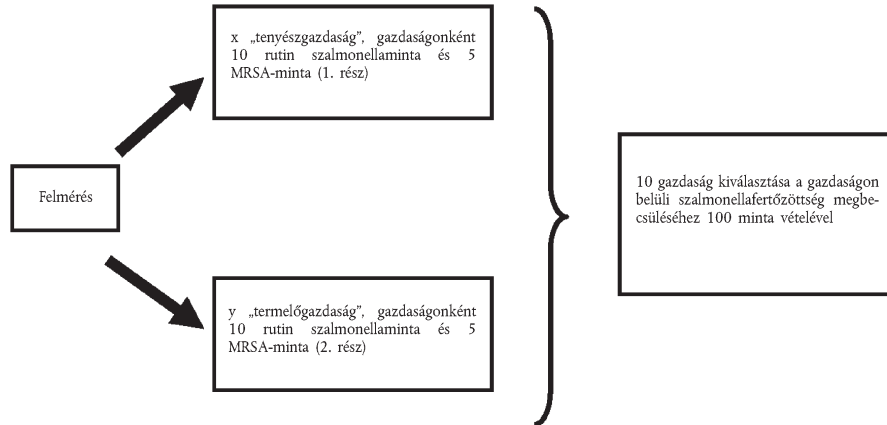 x „tenyészgazdaság”, gazdaságonként
10 rutin szalmonellaminta és 5
MRSA-minta (1. rész)
Felmérés
10 gazdaság kiválasztása a gazdaságon
belüli szalmonellafertőzöttség megbe-
csüléséhez 100 minta vételével
y „termelőgazdaság”, gazdaságonként
10 rutin szalmonellaminta és 5
MRSA-minta (2. rész)